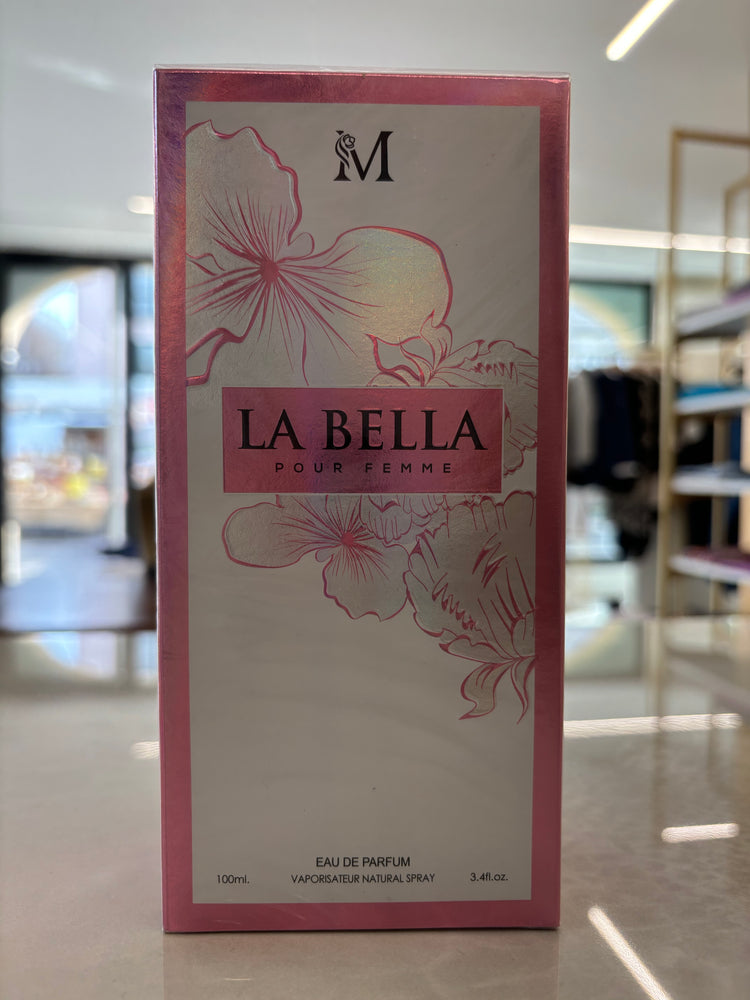 M
LA BELLA
POUR FEMME
EAU DE PARFUM
100ml. VAPORISATEUR NATURAL SPRAY 3.4fl.oz.